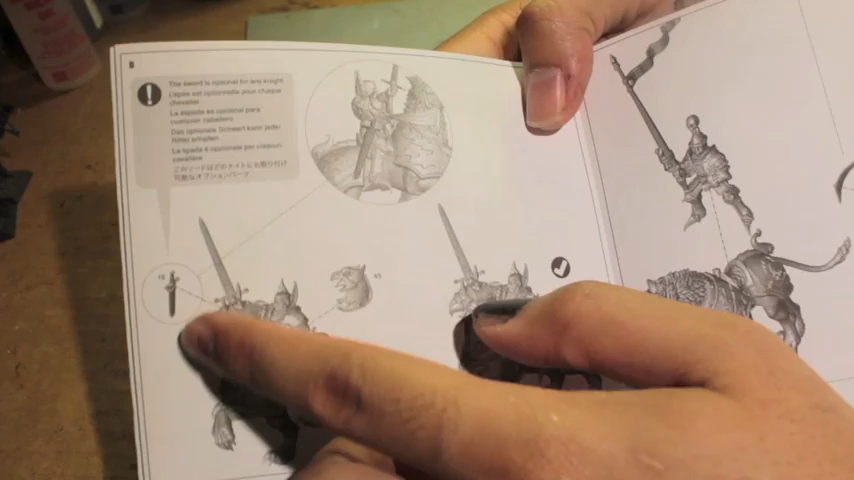 8
The sword is optional for any knight
L'épée est optionnelle pour chaque
chevalier
La espada es opcional para
cualquier caballero
Das optionale Schwert kann jeder
Ritter erhalten
La spada è opzionale per ciascun
cavaliere
このソードはどのナイトにも取り付け
可能なオプションパーツ